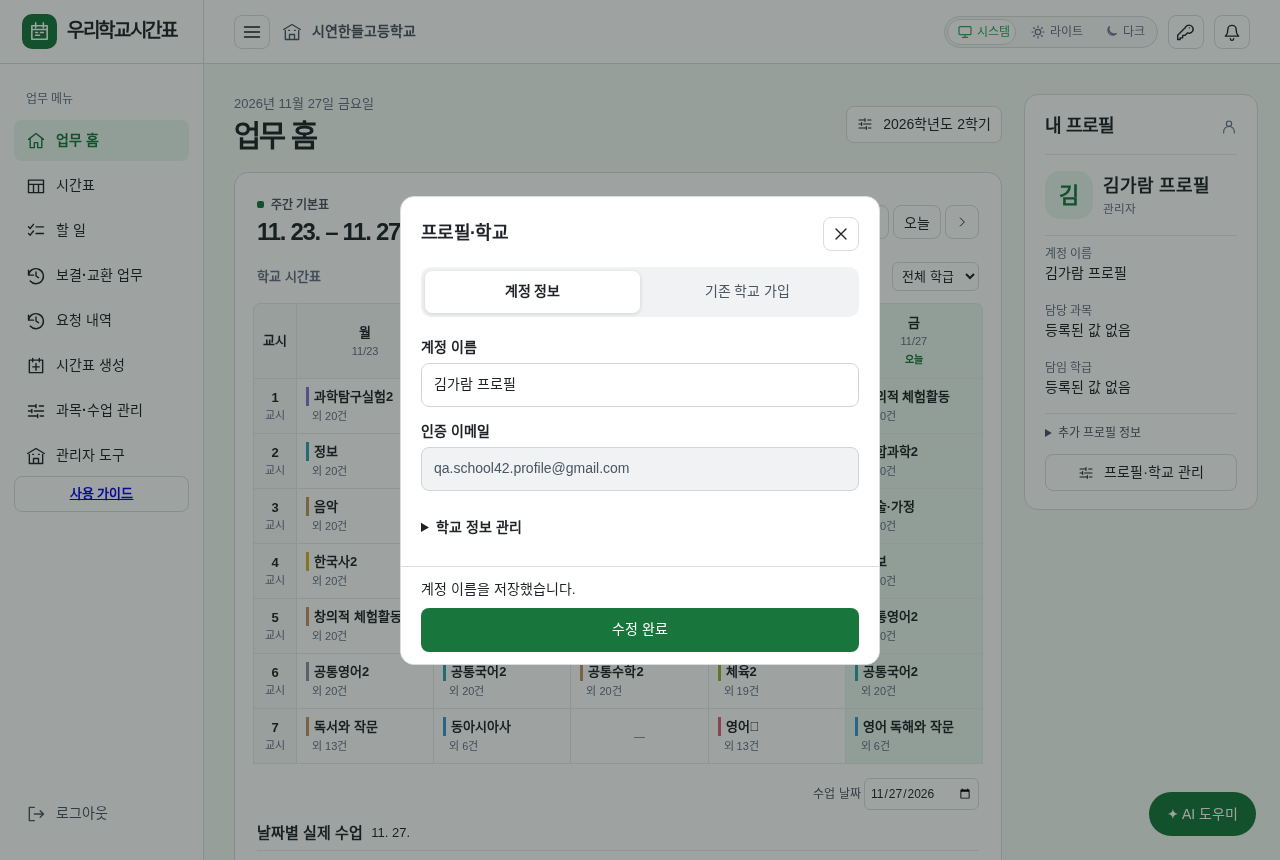 우리학교시간표
시연한들고등학교
시스템
라이트
다크
업무 메뉴
업무 홈
시간표
할 일
보결·교환 업무
요청 내역
시간표 생성
과목·수업 관리
관리자 도구
사용 가이드
로그아웃
2026년 11월 27일 금요일
업무 홈
2026학년도 2학기
주간 기본표
11. 23. – 11. 27
오늘
학교 시간표
전체 학급
교시
월
11/23
금
11/27
오늘
1
교시
과학탐구실험2
외 20건
의적 체험활동
2
교시
정보
외 20건
합과학2
3
교시
음악
외 20건
술·가정
4
교시
한국사2
외 20건
5
교시
창의적 체험활동
외 20건
통영어2
6
교시
공통영어2
외 20건
공통국어2
외 20건
공통수학2
외 20건
체육2
외 19건
공통국어2
외 20건
7
교시
독서와 작문
외 13건
동아시아사
외 6건
—
영어
외 13건
영어 독해와 작문
외 6건
수업 날짜 11/27/2026
날짜별 실제 수업 11. 27.
프로필·학교
계정 정보
기존 학교 가입
계정 이름
김가람 프로필
인증 이메일
qa.school42.profile@gmail.com
학교 정보 관리
계정 이름을 저장했습니다.
수정 완료
내 프로필
김
김가람 프로필
관리자
계정 이름
김가람 프로필
담당 과목
등록된 값 없음
담임 학급
등록된 값 없음
추가 프로필 정보
프로필·학교 관리
AI 도우미